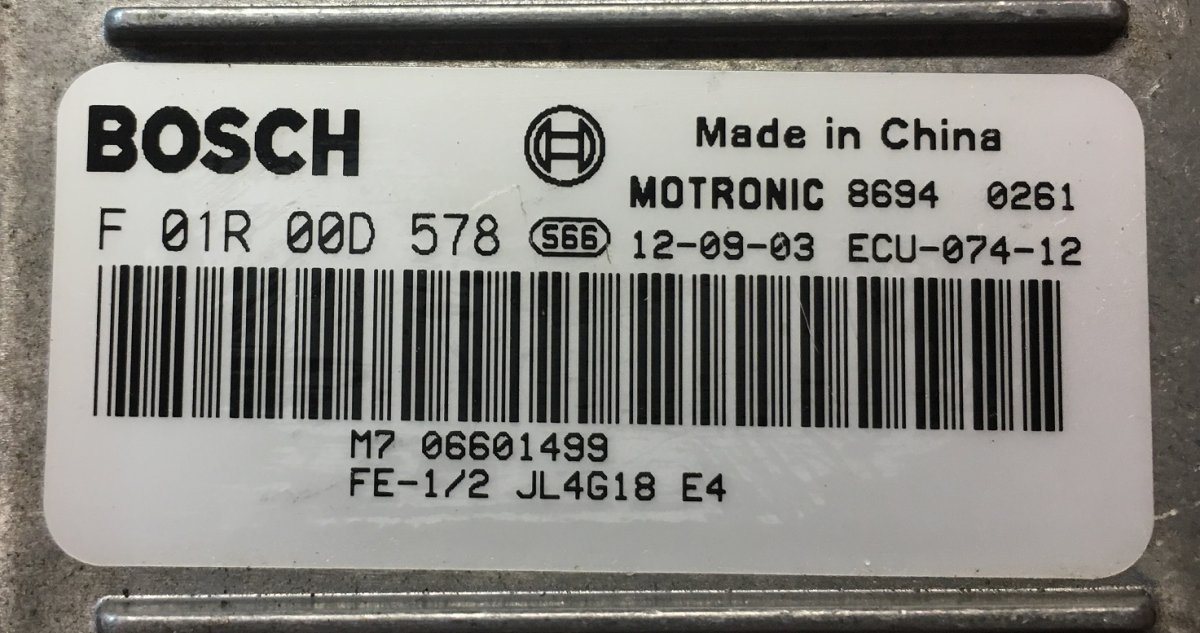 BOSCH
Made in China
MOTRONIC 8694 0261
F 01R 00D 578 S66 12-09-03 ECU-074-12
M7 06601499
FE-1/2 JL4G18 E4